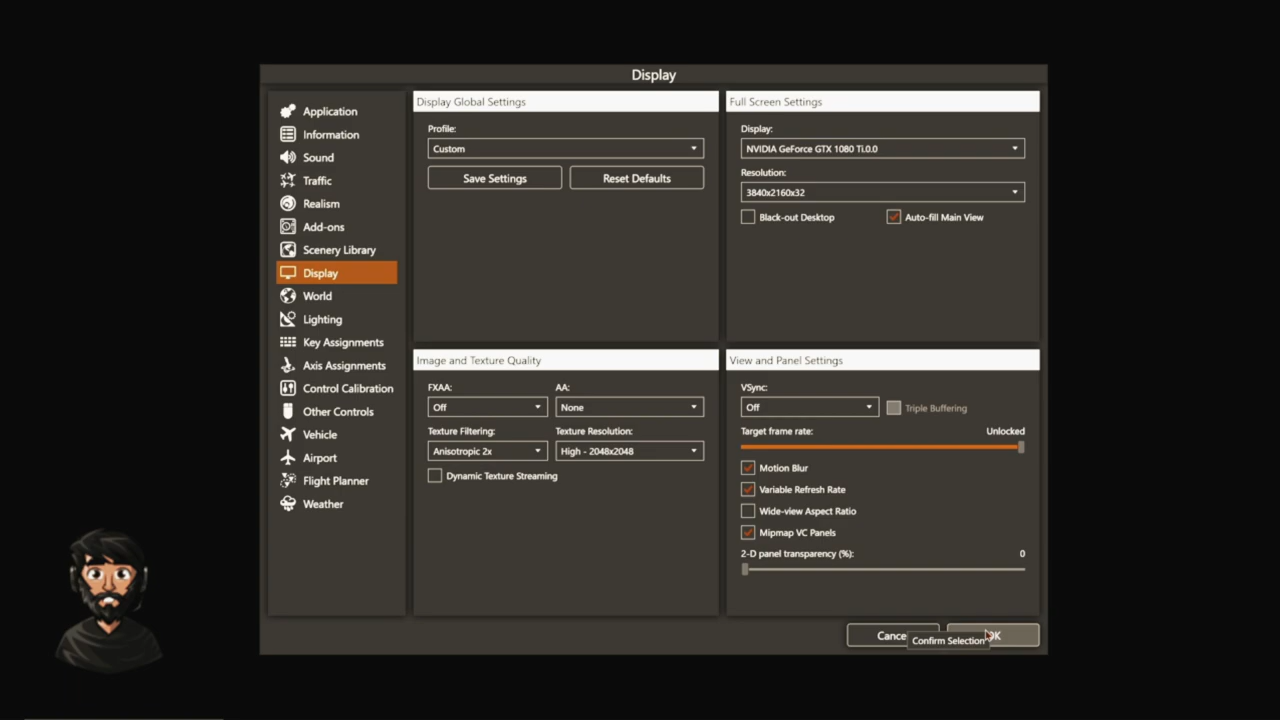 Display
Application
Information
Sound
Traffic
Realism
Add-ons
Scenery Library
Display
World
Lighting
Key Assignments
Axis Assignments
Control Calibration
Other Controls
Vehicle
Airport
Flight Planner
Weather
Display Global Settings
Profile:
Custom
Save Settings Reset Defaults
Full Screen Settings
Display:
NVIDIA GeForce GTX 1080 Ti.0.0
Resolution:
3840x2160x32
Black-out Desktop Auto-fill Main View
Image and Texture Quality
FXAA: AA:
Off None
Texture Filtering: Texture Resolution:
Anisotropic 2x High - 2048x2048
Dynamic Texture Streaming
View and Panel Settings
VSync:
Off Triple Buffering
Target frame rate: Unlocked
Motion Blur
Variable Refresh Rate
Wide-view Aspect Ratio
Mipmap VC Panels
2-D panel transparency (%): 0
Cance OK
Confirm Selection